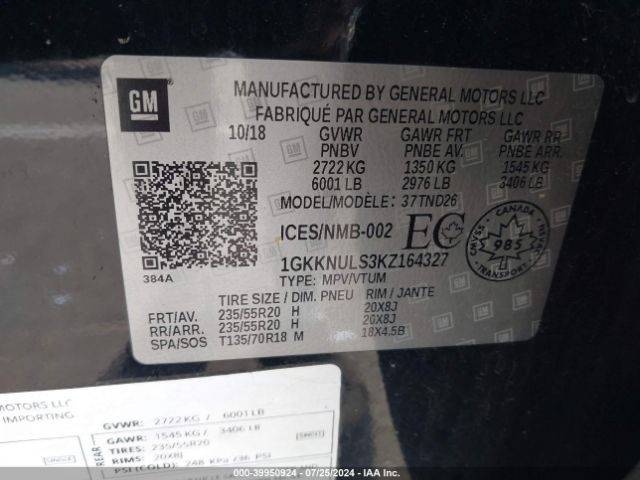 GM
MANUFACTURED BY GENERAL MOTORS LLC
FABRIQUÉ PAR GENERAL MOTORS LLC
10/18 GVWR GAWR FRT GAWR RR
PNBV PNBE AV. PNBE ARR.
2722 KG 1350 KG 1545 KG
6001 LB 2976 LB 3406 LB
MODEL/MODÈLE: 37TND26
ICES/NMB-002 EC
CANADA
CMVSS
985
NSVAC
384A
1GKKNULS3KZ164327
TYPE: MPV/VTUM
TIRE SIZE / DIM. PNEU RIM / JANTE
FRT/AV. 235/55R20 H 20X8J
RR/ARR. 235/55R20 H 20X8J
SPA/SOS T135/70R18 M 18X4.5B
MOTORS LLC
IMPORTING
GVWR: 2722 KG / 6001 LB
REAR
GAWR: 1545 KG / 3406 LB
TIRES: 235/55R20
RIMS: 20X8J
PSI (COLD): 248 KPA / 36 PSI
000-39950924 - 07/25/2024 - IAAI.COM